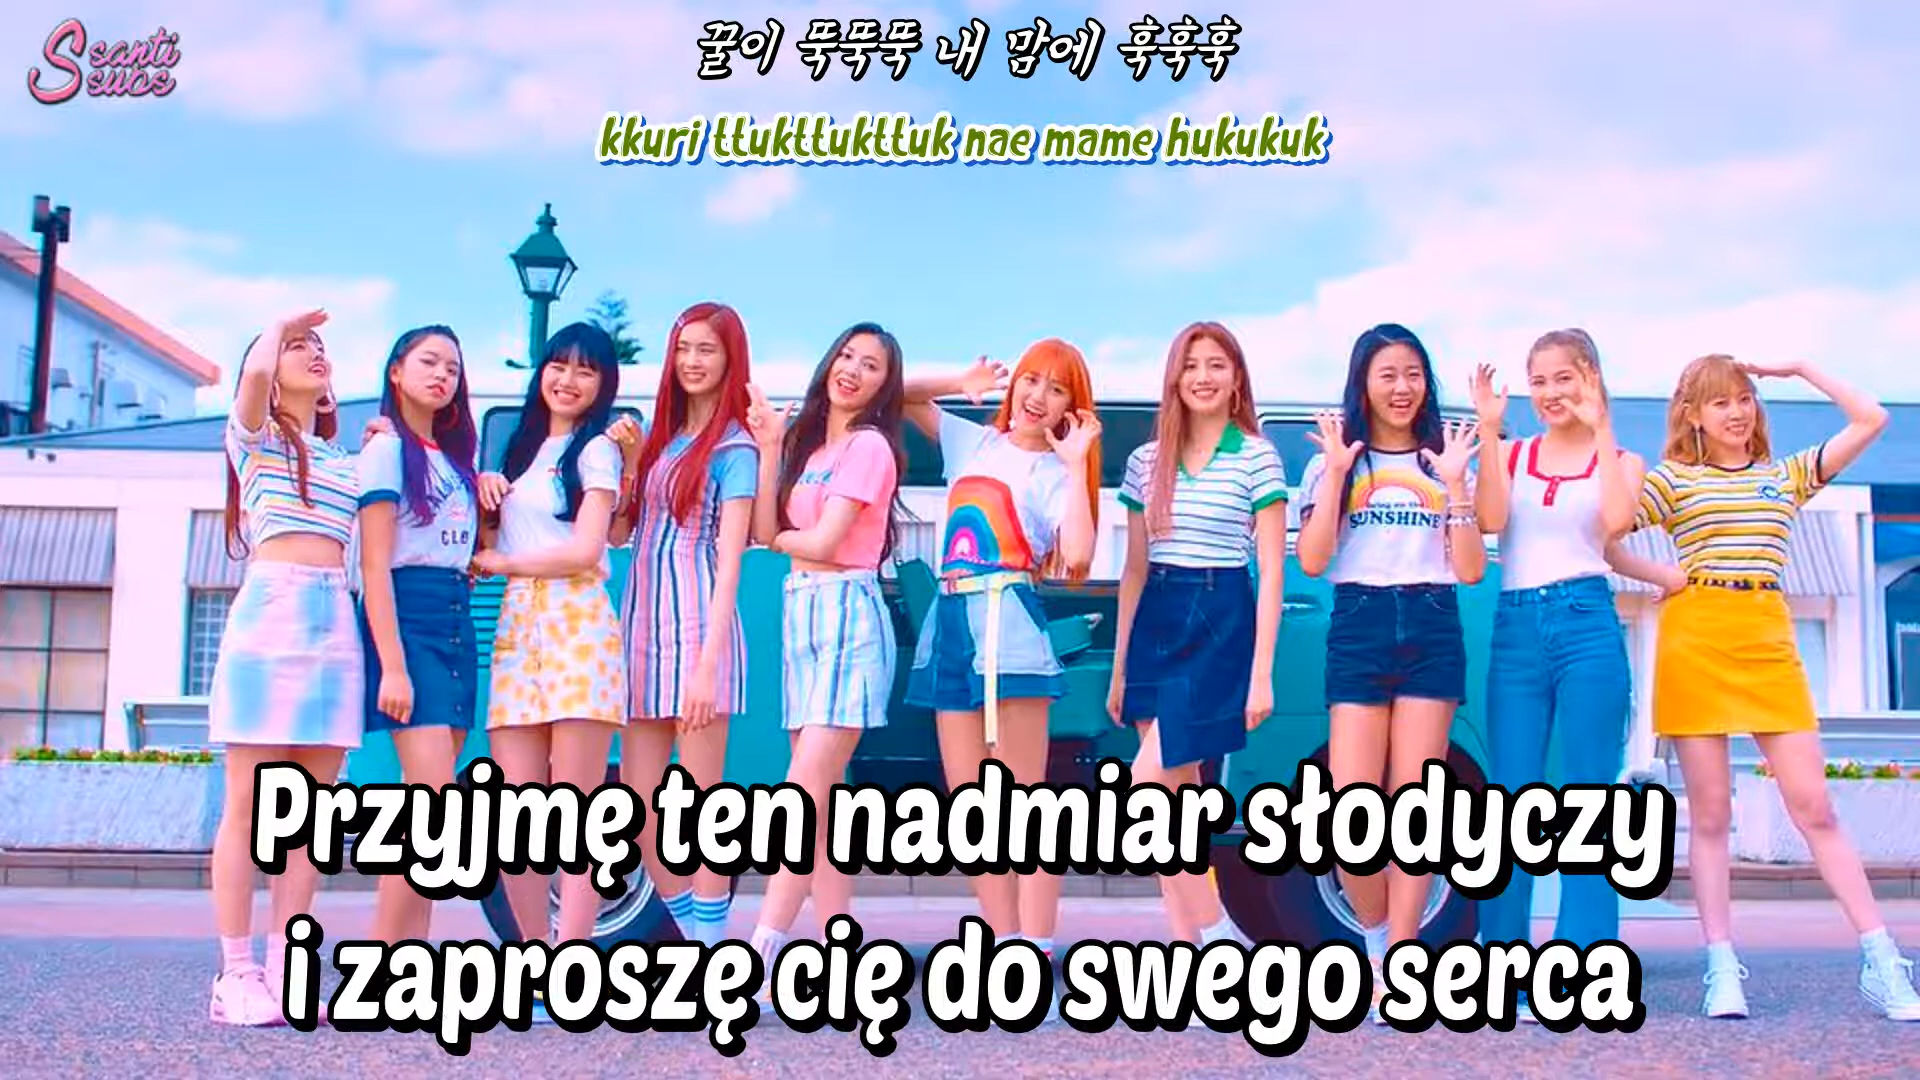 Santi
subs
꿀이 뚝뚝뚝 내 맘에 훅훅훅
kkuri ttukttukttuk nae mame hukukuk
SUNSHINE
Przyjmę ten nadmiar słodyczy
i zaproszę cię do swego serca